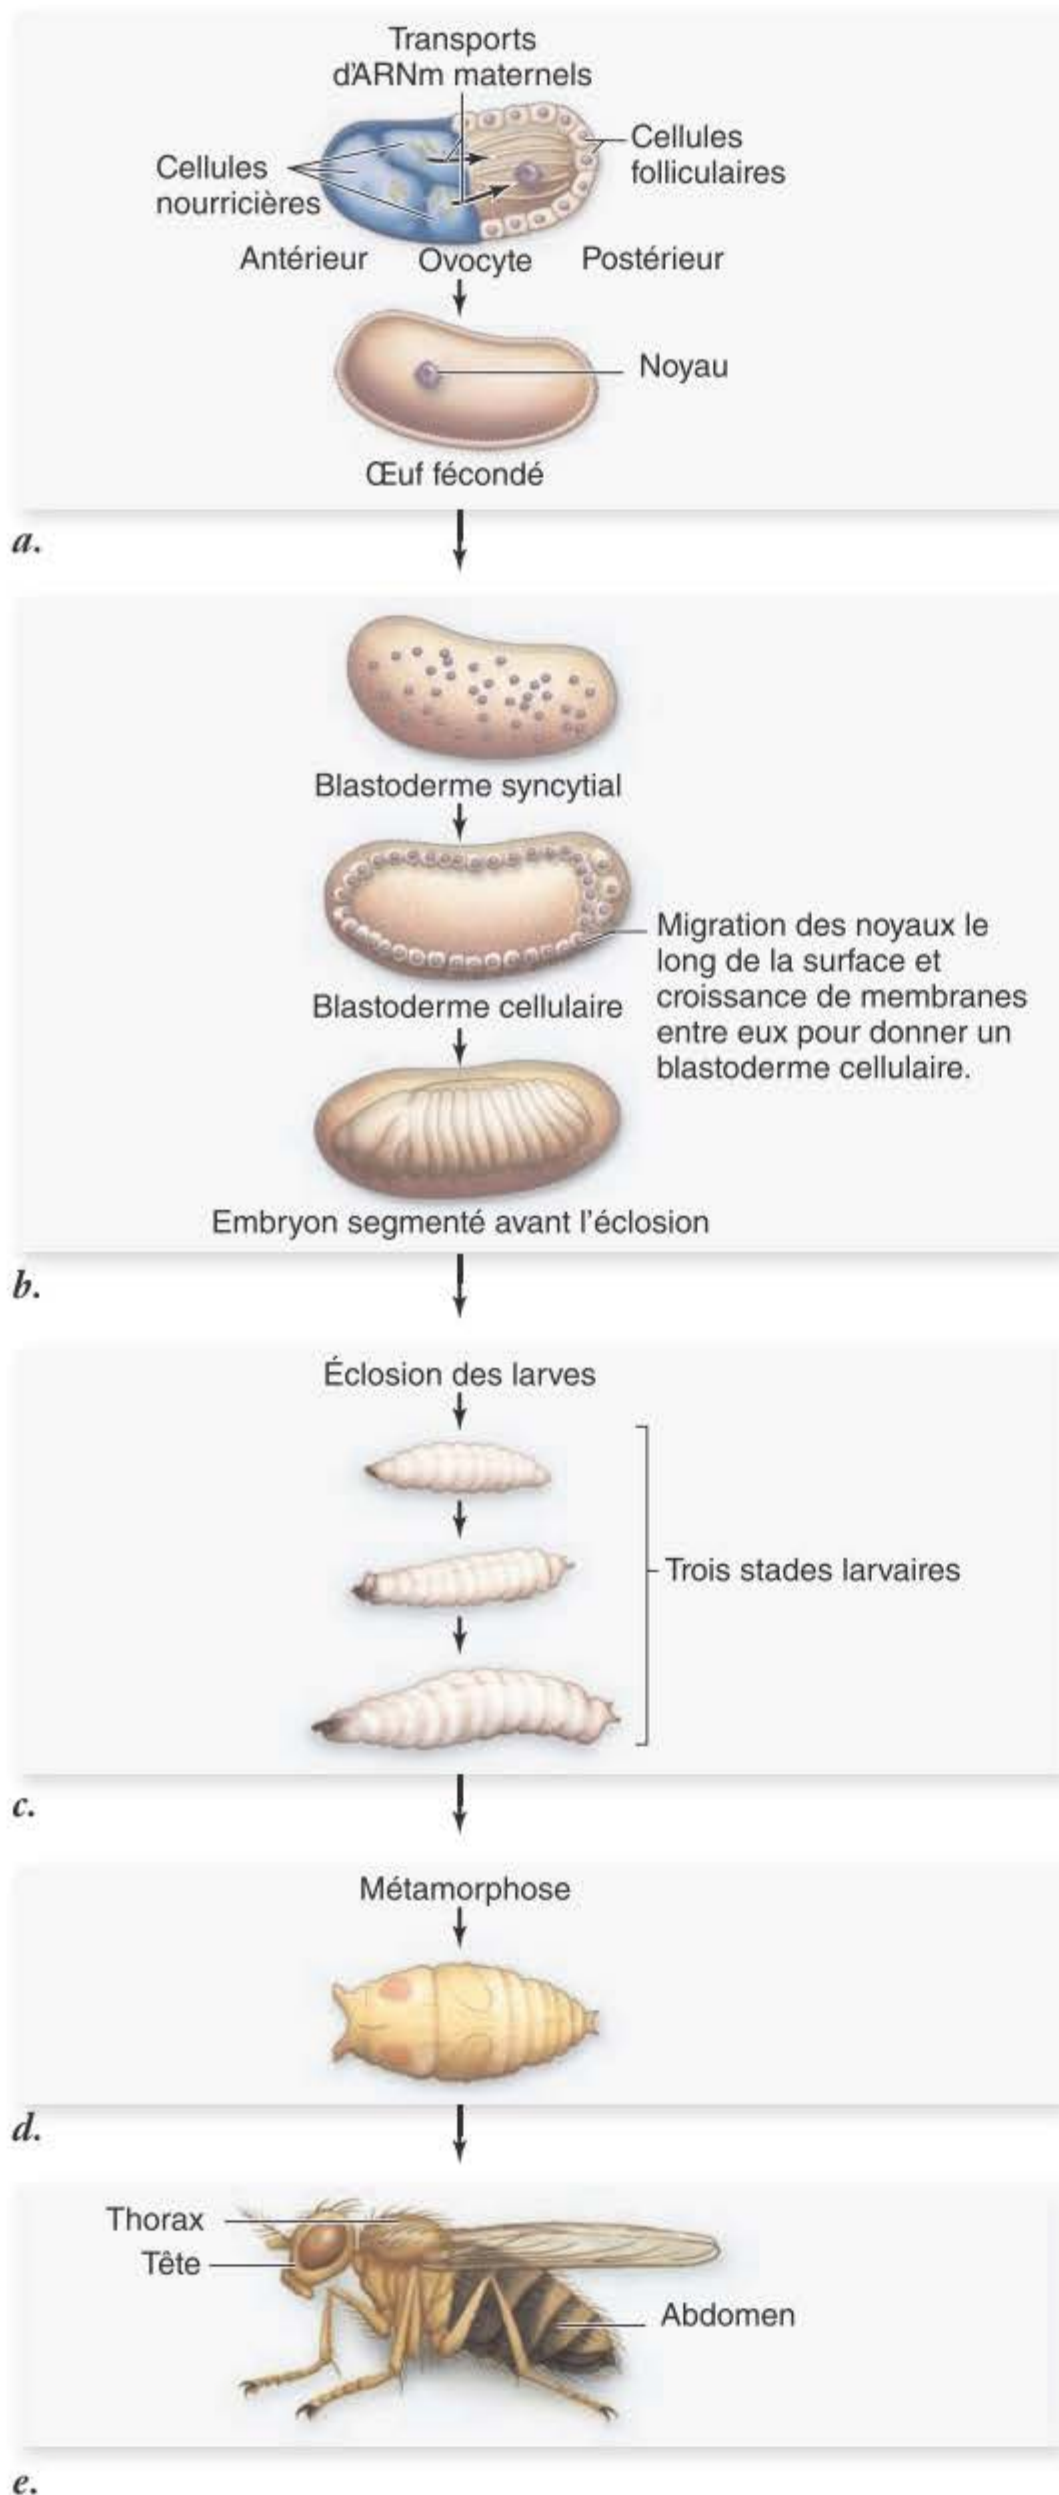 Transports
d'ARNm maternels
Cellules
nourricières
Cellules
folliculaires
Antérieur
Ovocyte
Postérieur
Noyau
Œuf fécondé
a.
Blastoderme syncytial
Migration des noyaux le
long de la surface et
croissance de membranes
entre eux pour donner un
blastoderme cellulaire.
Blastoderme cellulaire
Embryon segmenté avant l'éclosion
b.
Éclosion des larves
Trois stades larvaires
c.
Métamorphose
d.
Thorax
Tête
Abdomen
e.